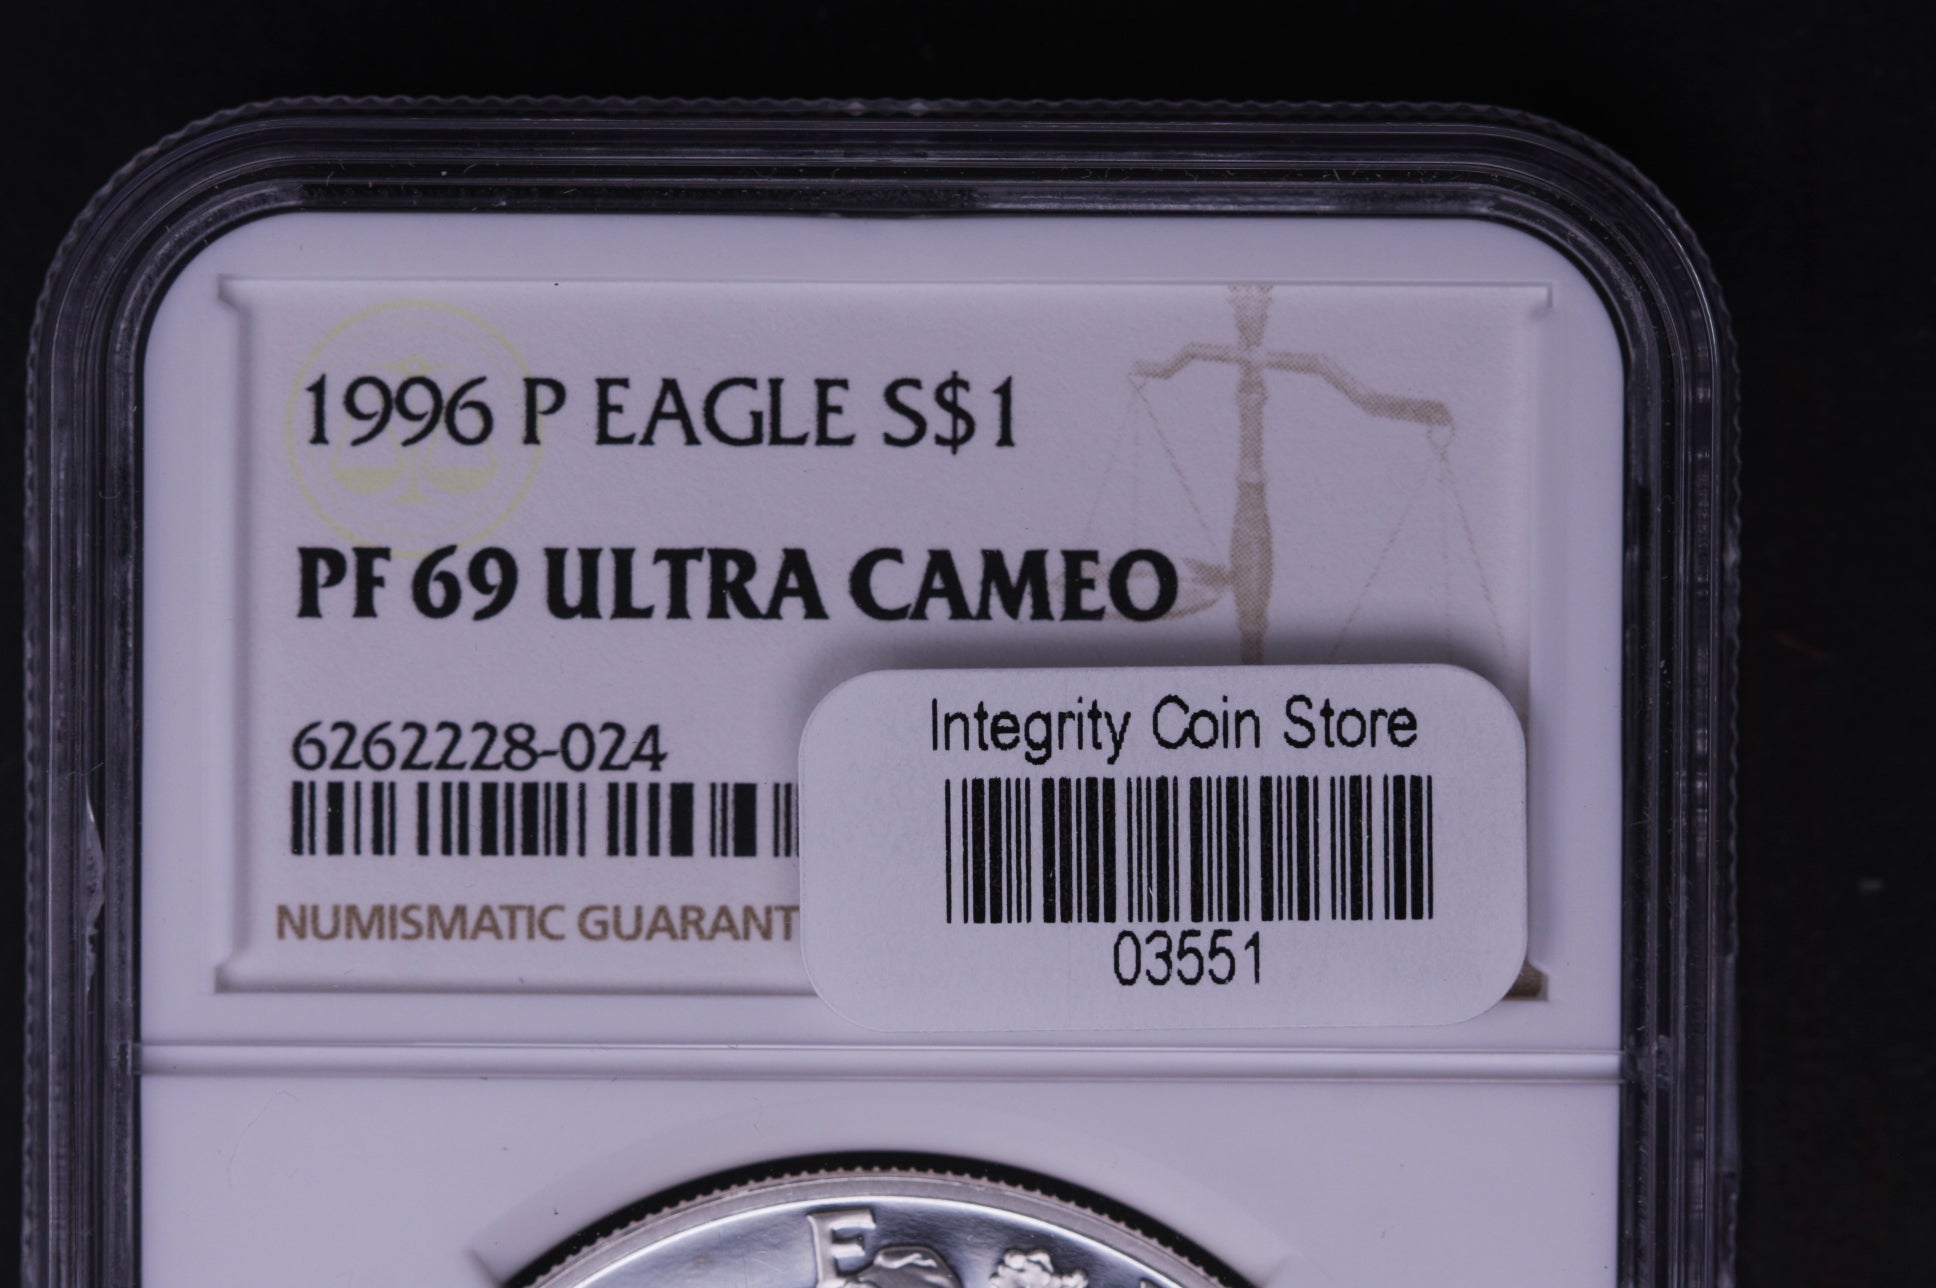 1996 P EAGLE S$1
PF 69 ULTRA CAMEO
6262228-024
NUMISMATIC GUARANT
Integrity Coin Store
03551
E